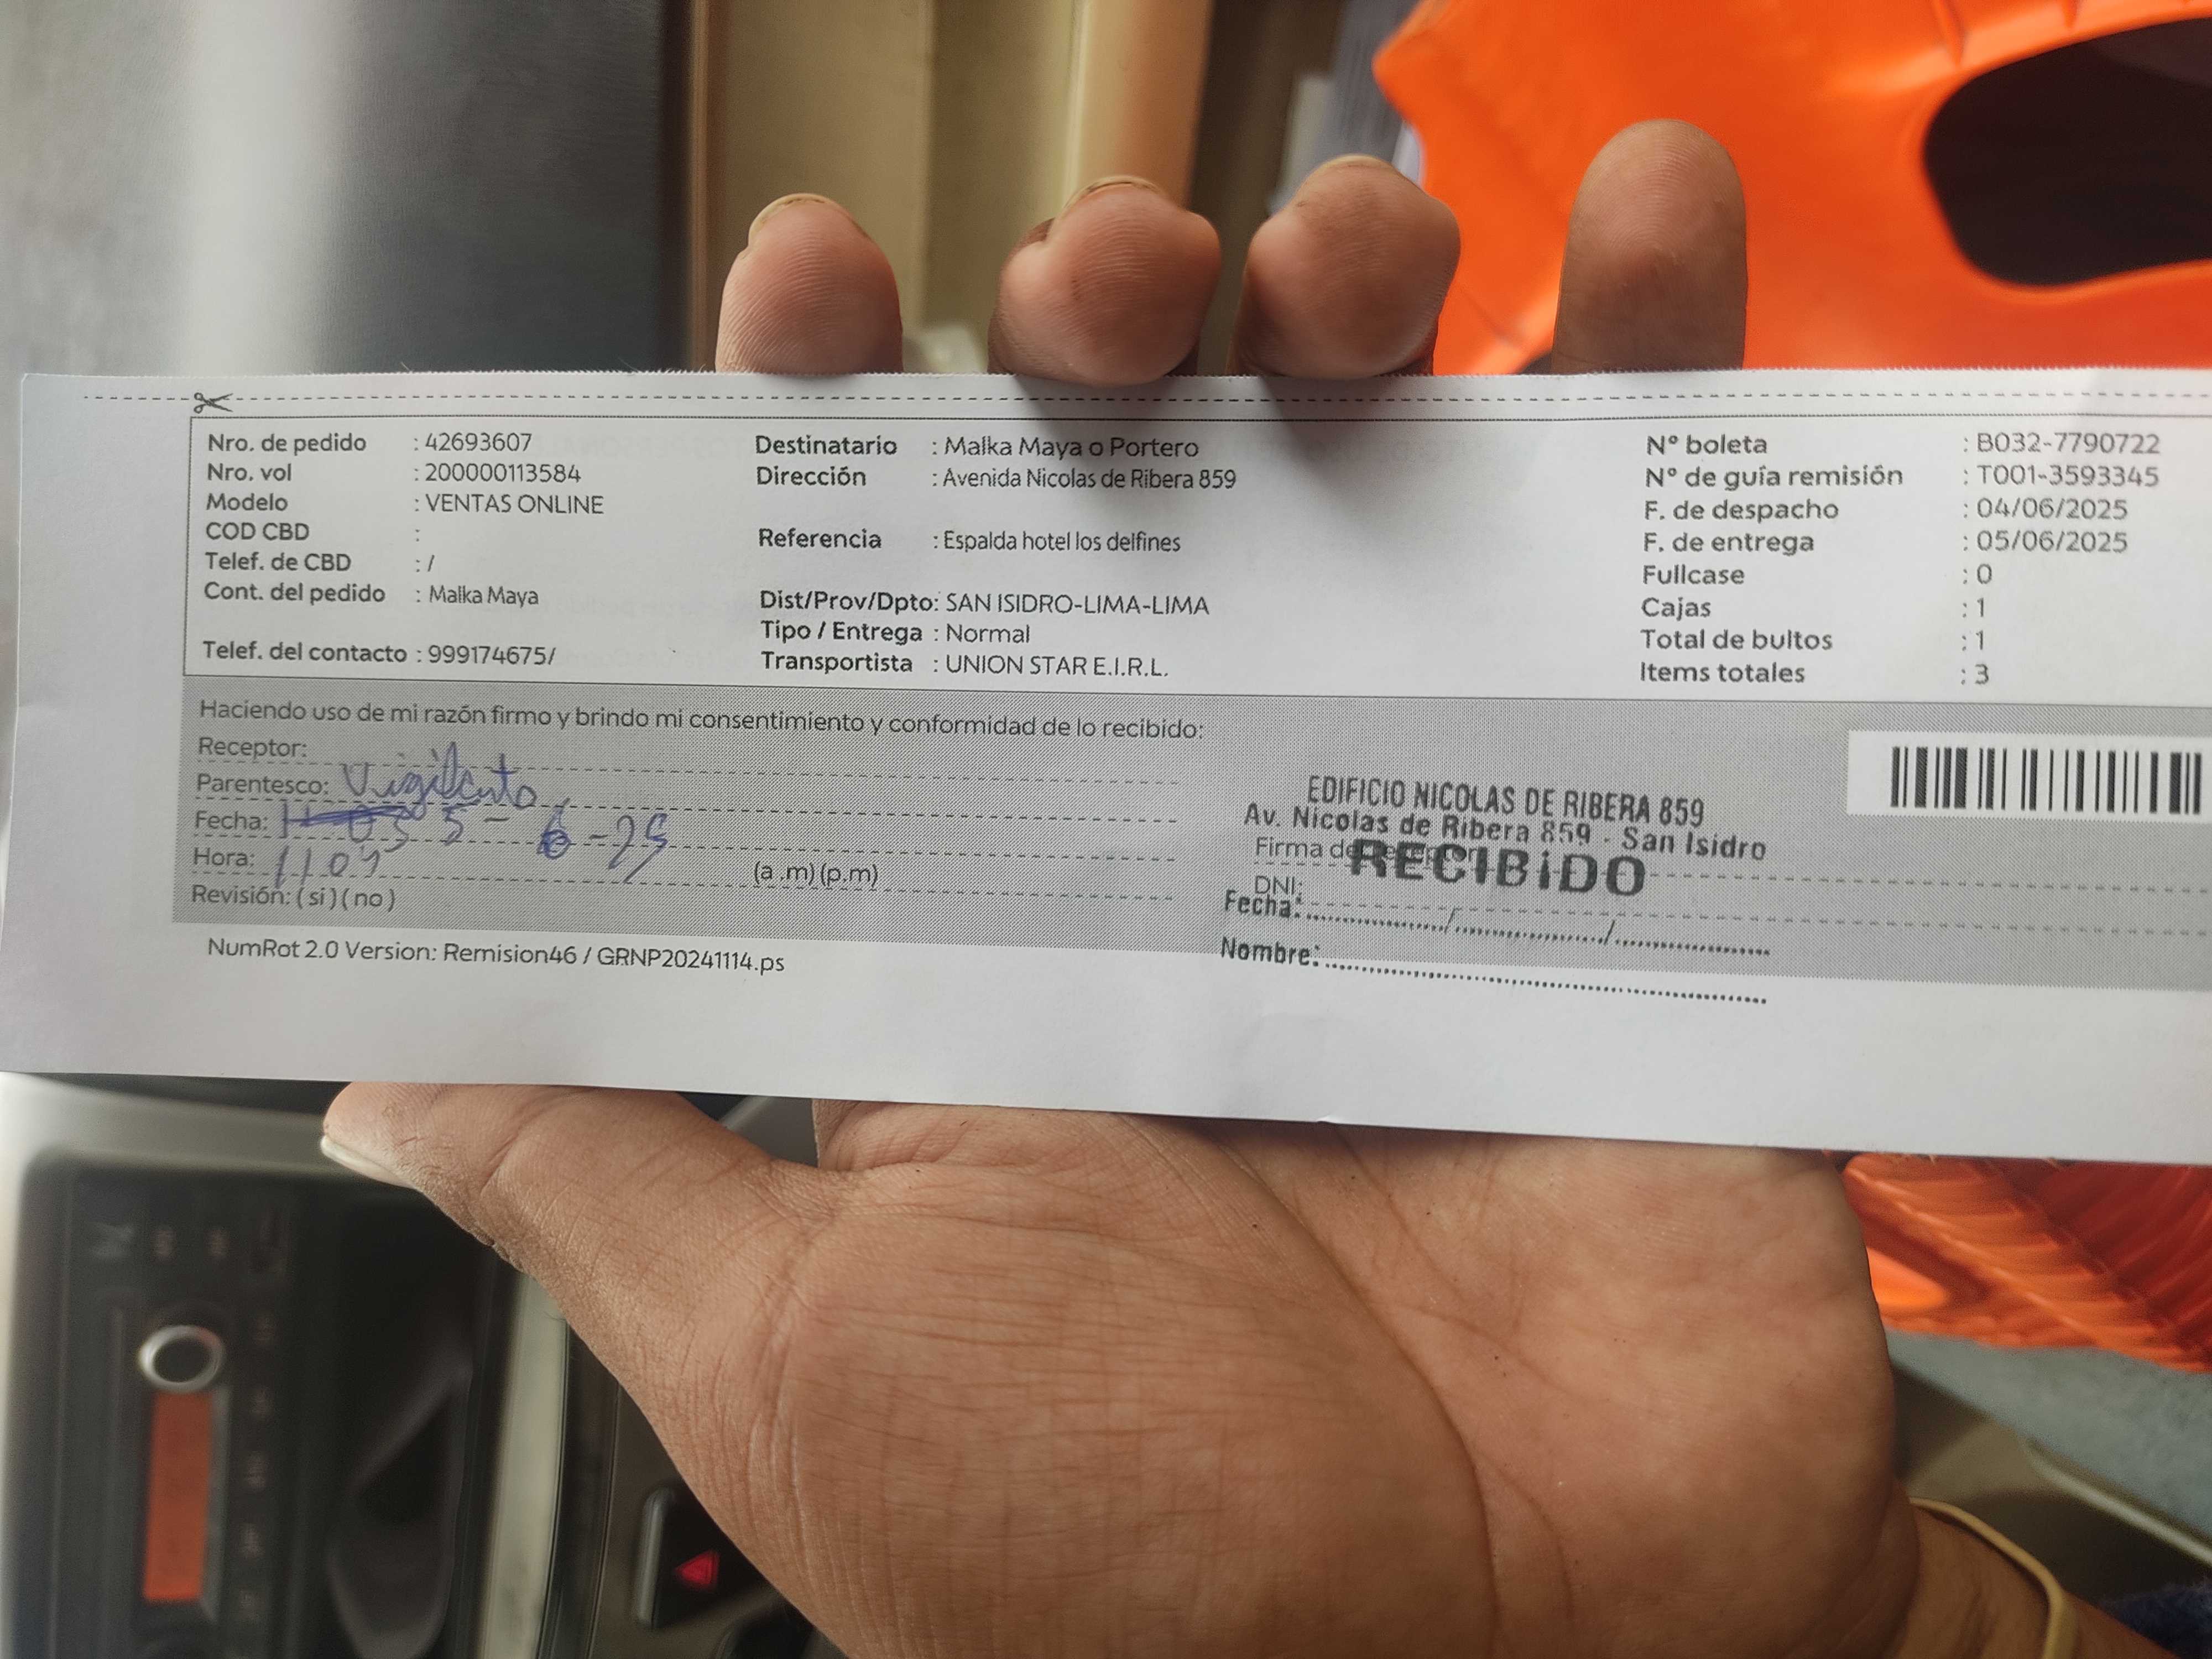 Nro. de pedido : 42693607
Nro. vol : 200000113584
Modelo : VENTAS ONLINE
COD CBD :
Telef. de CBD : /
Cont. del pedido : Malka Maya
Telef. del contacto : 999174675/
Destinatario : Malka Maya o Portero
Dirección : Avenida Nicolas de Ribera 859
Referencia : Espalda hotel los delfines
Dist/Prov/Dpto: SAN ISIDRO-LIMA-LIMA
Tipo / Entrega : Normal
Transportista : UNION STAR E.I.R.L.
Nº boleta : B032-7790722
Nº de guía remisión : T001-3593345
F. de despacho : 04/06/2025
F. de entrega : 05/06/2025
Fullcase : 0
Cajas : 1
Total de bultos : 1
Items totales : 3
Haciendo uso de mi razón firmo y brindo mi consentimiento y conformidad de lo recibido:
Receptor:
Parentesco: Vigilante
Fecha: 5-6-25
Hora: 1109 (a .m) (p.m)
Revisión: ( si ) ( no )
EDIFICIO NICOLAS DE RIBERA 859
Av. Nicolas de Ribera 859 - San Isidro
Firma de
RECIBiDO
DNI:
Fecha: / /
Nombre:
NumRot 2.0 Version: Remision46 / GRNP20241114.ps